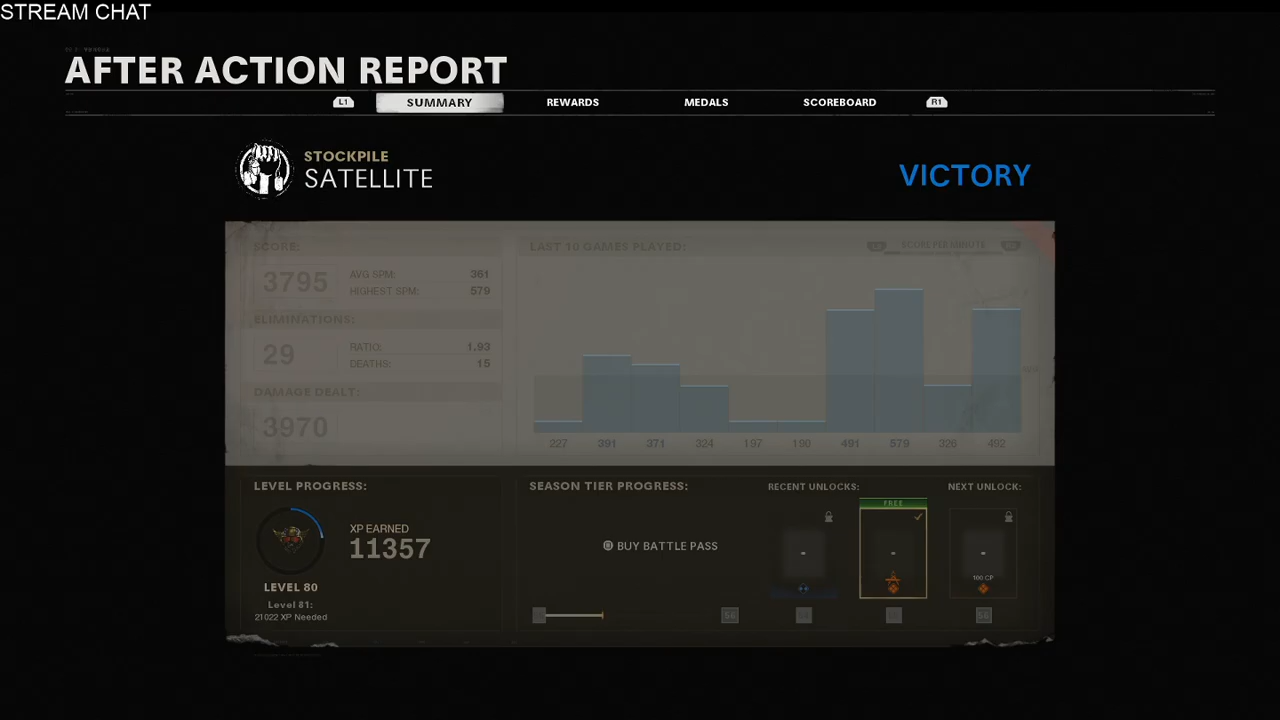 STREAM CHAT
AFTER ACTION REPORT
L1 SUMMARY REWARDS MEDALS SCOREBOARD R1
STOCKPILE
SATELLITE
VICTORY
SCORE:
3795
AVG SPM: 361
HIGHEST SPM: 579
ELIMINATIONS:
29
RATIO: 1.93
DEATHS: 15
DAMAGE DEALT:
3970
LAST 10 GAMES PLAYED:
SCORE PER MINUTE
227 391 371 324 197 190 491 579 326 492
LEVEL PROGRESS:
XP EARNED
11357
LEVEL 80
Level 81:
21022 XP Needed
SEASON TIER PROGRESS:
BUY BATTLE PASS
RECENT UNLOCKS:
FREE
NEXT UNLOCK:
100 CP